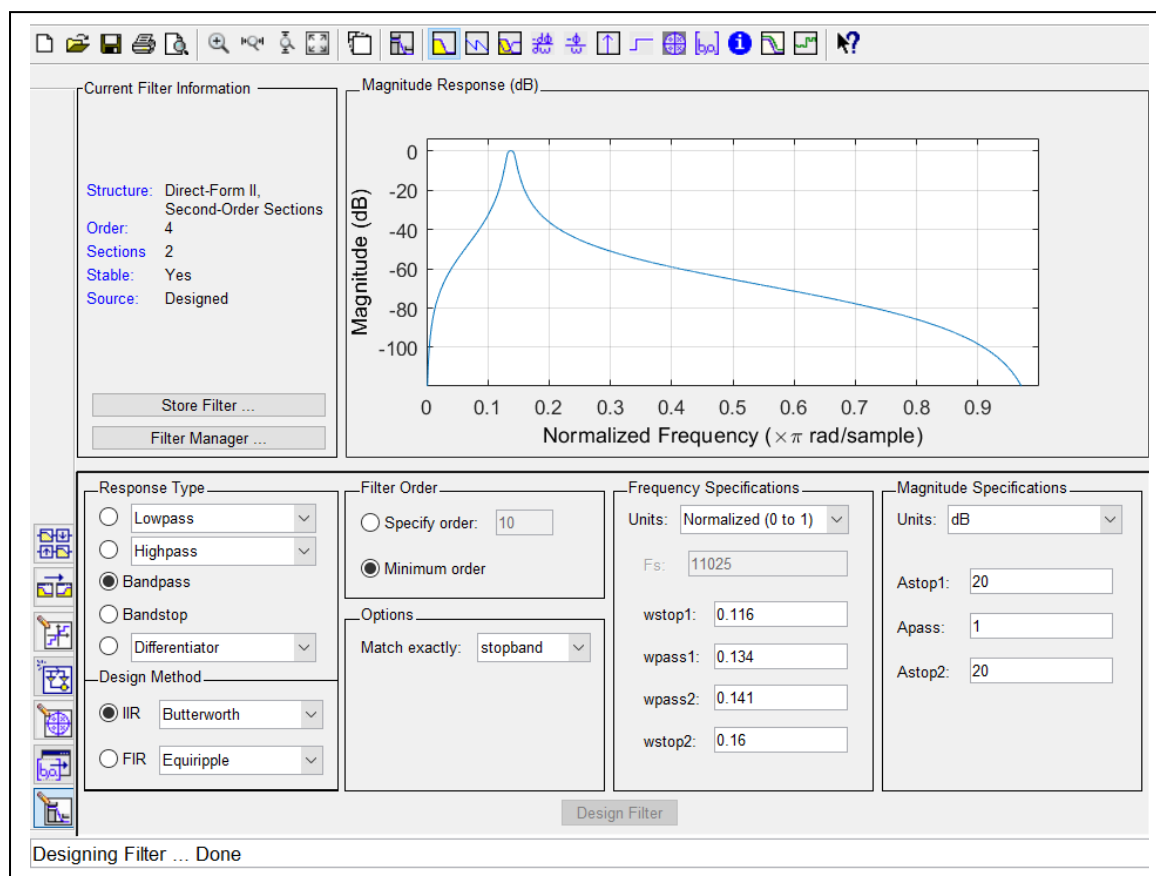 Current Filter Information
Structure: Direct-Form II,
Second-Order Sections
Order: 4
Sections 2
Stable: Yes
Source: Designed
Store Filter ...
Filter Manager ...
Magnitude Response (dB)
Magnitude (dB)
0
-20
-40
-60
-80
-100
0 0.1 0.2 0.3 0.4 0.5 0.6 0.7 0.8 0.9
Normalized Frequency (×π rad/sample)
Response Type
Lowpass
Highpass
Bandpass
Bandstop
Differentiator
Design Method
IIR Butterworth
FIR Equiripple
Filter Order
Specify order: 10
Minimum order
Options
Match exactly: stopband
Frequency Specifications
Units: Normalized (0 to 1)
Fs: 11025
wstop1: 0.116
wpass1: 0.134
wpass2: 0.141
wstop2: 0.16
Magnitude Specifications
Units: dB
Astop1: 20
Apass: 1
Astop2: 20
Design Filter
Designing Filter ... Done